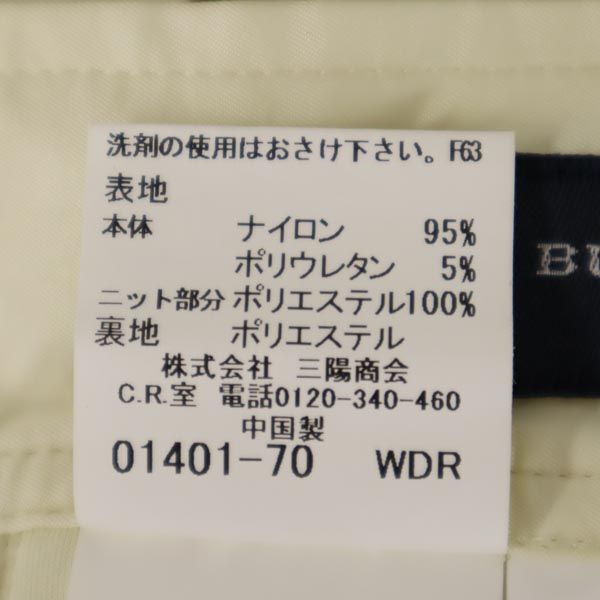 洗剤の使用はおさけ下さい。F63
表地
本体 ナイロン 95%
ポリウレタン 5%
ニット部分 ポリエステル100%
裏地 ポリエステル
株式会社 三陽商会
C.R.室 電話0120-340-460
中国製
01401-70 WDR